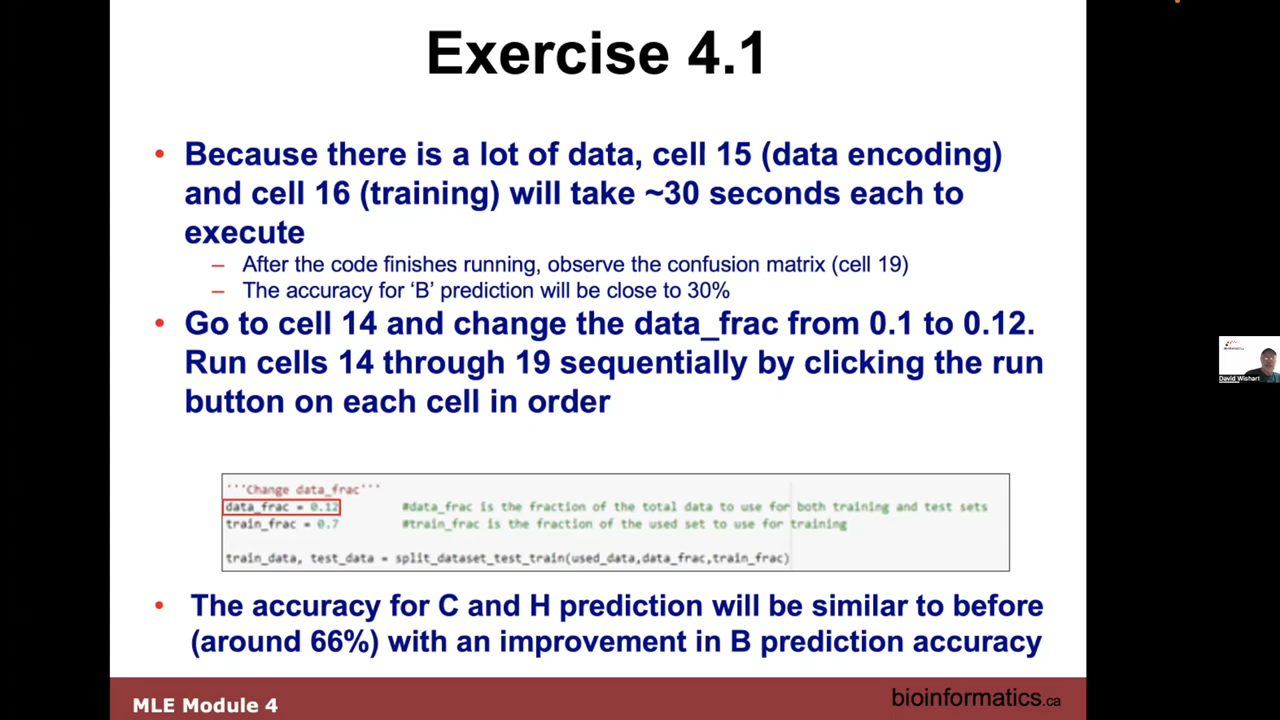 Exercise 4.1
• Because there is a lot of data, cell 15 (data encoding)
and cell 16 (training) will take ~30 seconds each to
execute
– After the code finishes running, observe the confusion matrix (cell 19)
– The accuracy for ‘B’ prediction will be close to 30%
• Go to cell 14 and change the data_frac from 0.1 to 0.12.
Run cells 14 through 19 sequentially by clicking the run
button on each cell in order
'''Change data_frac'''
data_frac = 0.12 #data_frac is the fraction of the total data to use for both training and test sets
train_frac = 0.7 #train_frac is the fraction of the used set to use for training
train_data, test_data = split_dataset_test_train(used_data,data_frac,train_frac)
• The accuracy for C and H prediction will be similar to before
(around 66%) with an improvement in B prediction accuracy
MLE Module 4
bioinformatics.ca
David Wishart